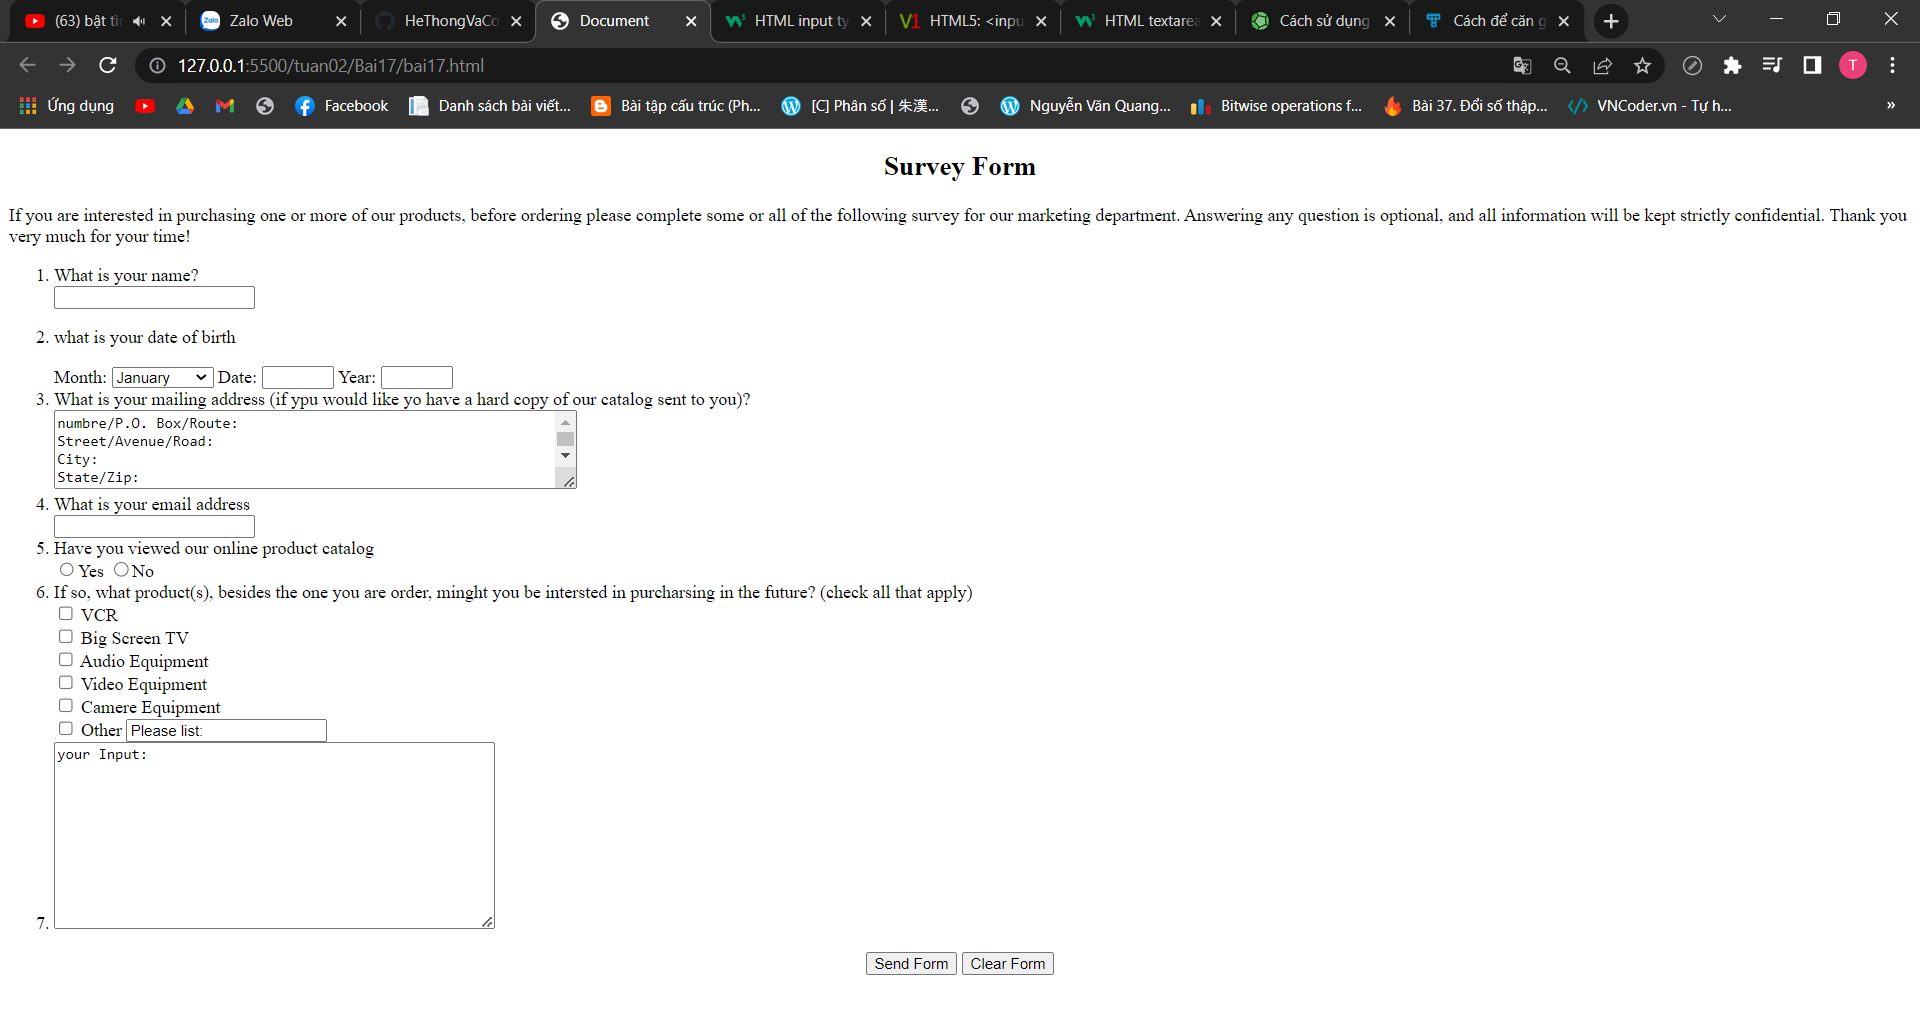 (63) bật tì
Zalo Web
HeThongVaCo
Document
HTML input ty
HTML5: <inpu
HTML textarea
Cách sử dụng
Cách để căn g
127.0.0.1:5500/tuan02/Bai17/bai17.html
T
Ứng dụng
Facebook
Danh sách bài viết...
Bài tập cấu trúc (Ph...
[C] Phân số | 朱漢...
Nguyễn Văn Quang...
Bitwise operations f...
Bài 37. Đổi số thập...
VNCoder.vn - Tự h...
»
Survey Form
If you are interested in purchasing one or more of our products, before ordering please complete some or all of the following survey for our marketing department. Answering any question is optional, and all information will be kept strictly confidential. Thank you
very much for your time!
1. What is your name?
2. what is your date of birth
Month: January Date: Year:
3. What is your mailing address (if ypu would like yo have a hard copy of our catalog sent to you)?
numbre/P.O. Box/Route:
Street/Avenue/Road:
City:
State/Zip:
4. What is your email address
5. Have you viewed our online product catalog
Yes No
6. If so, what product(s), besides the one you are order, minght you be intersted in purcharsing in the future? (check all that apply)
VCR
Big Screen TV
Audio Equipment
Video Equipment
Camere Equipment
Other Please list:
your Input:
7.
Send Form Clear Form